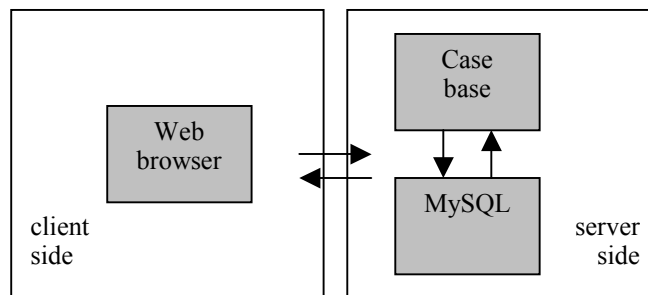 Web
browser
client
side
Case
base
MySQL
server
side